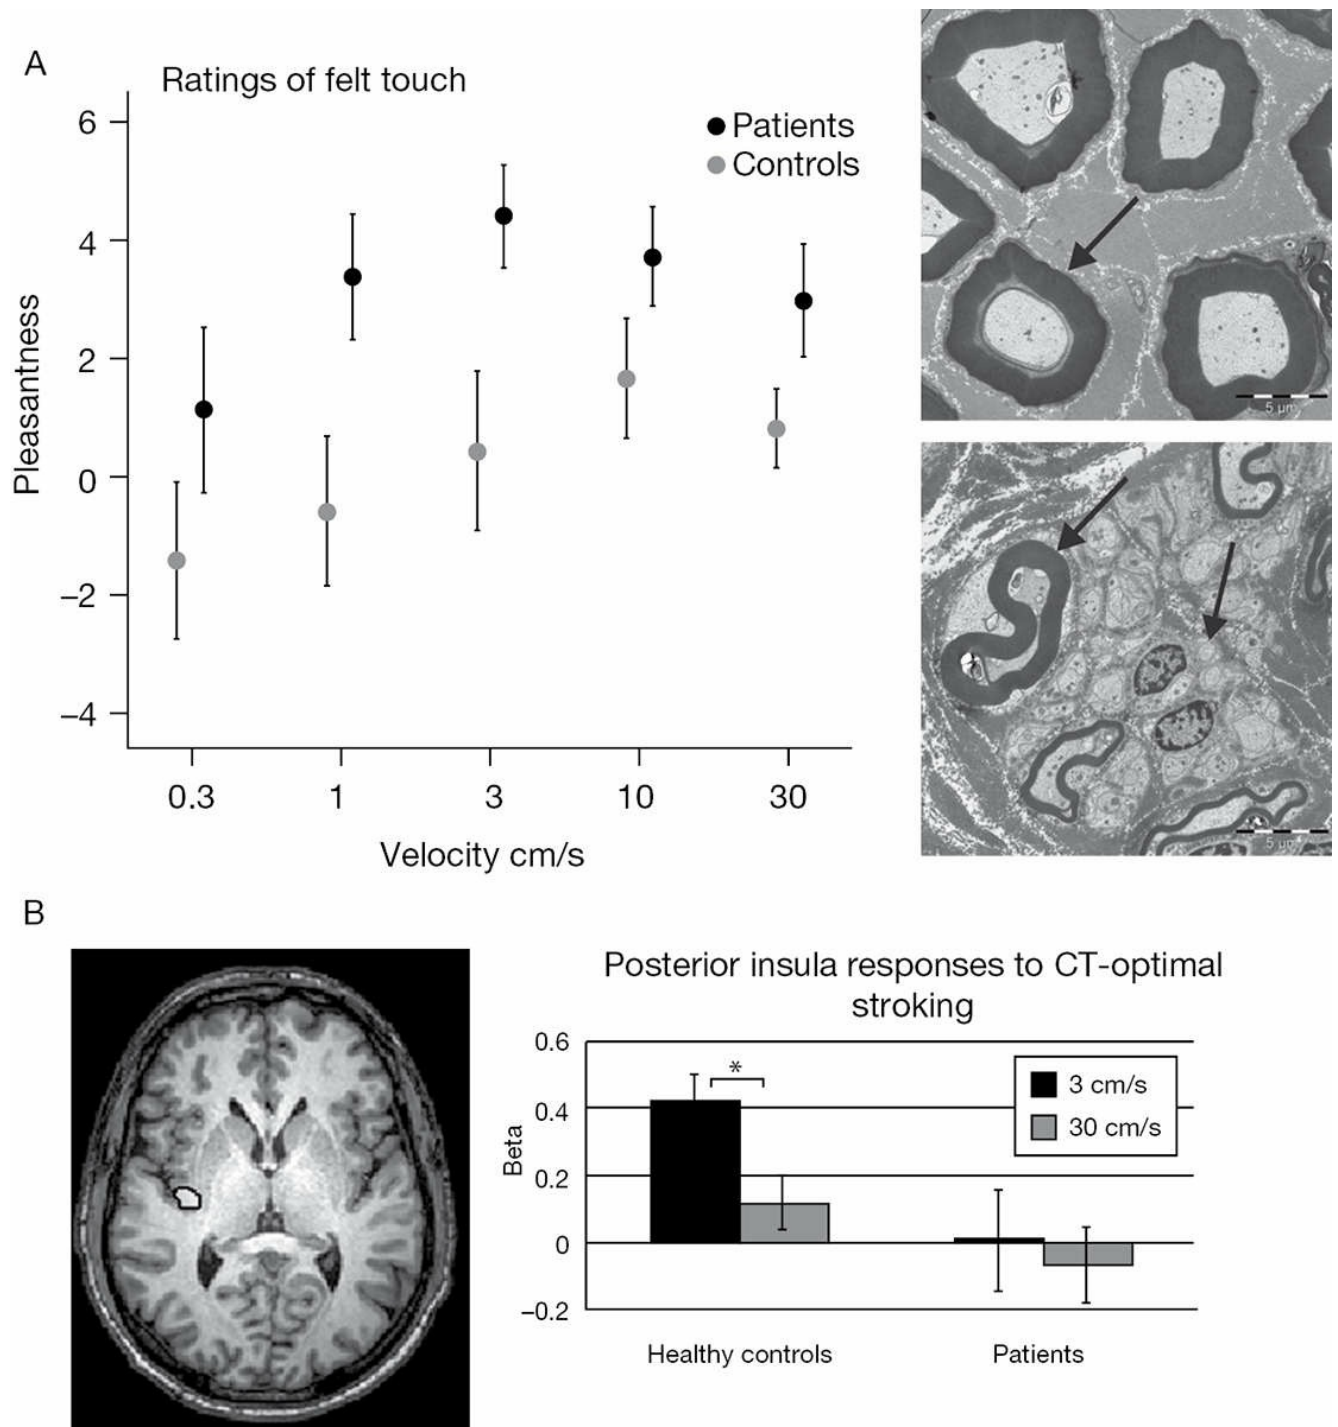 A
Ratings of felt touch
Patients
Controls
Pleasantness
6
4
2
0
−2
−4
0.3 1 3 10 30
Velocity cm/s
5 µm
5 µm
B
Posterior insula responses to CT-optimal
stroking
Beta
0.6
0.4
0.2
0
−0.2
*
3 cm/s
30 cm/s
Healthy controls Patients